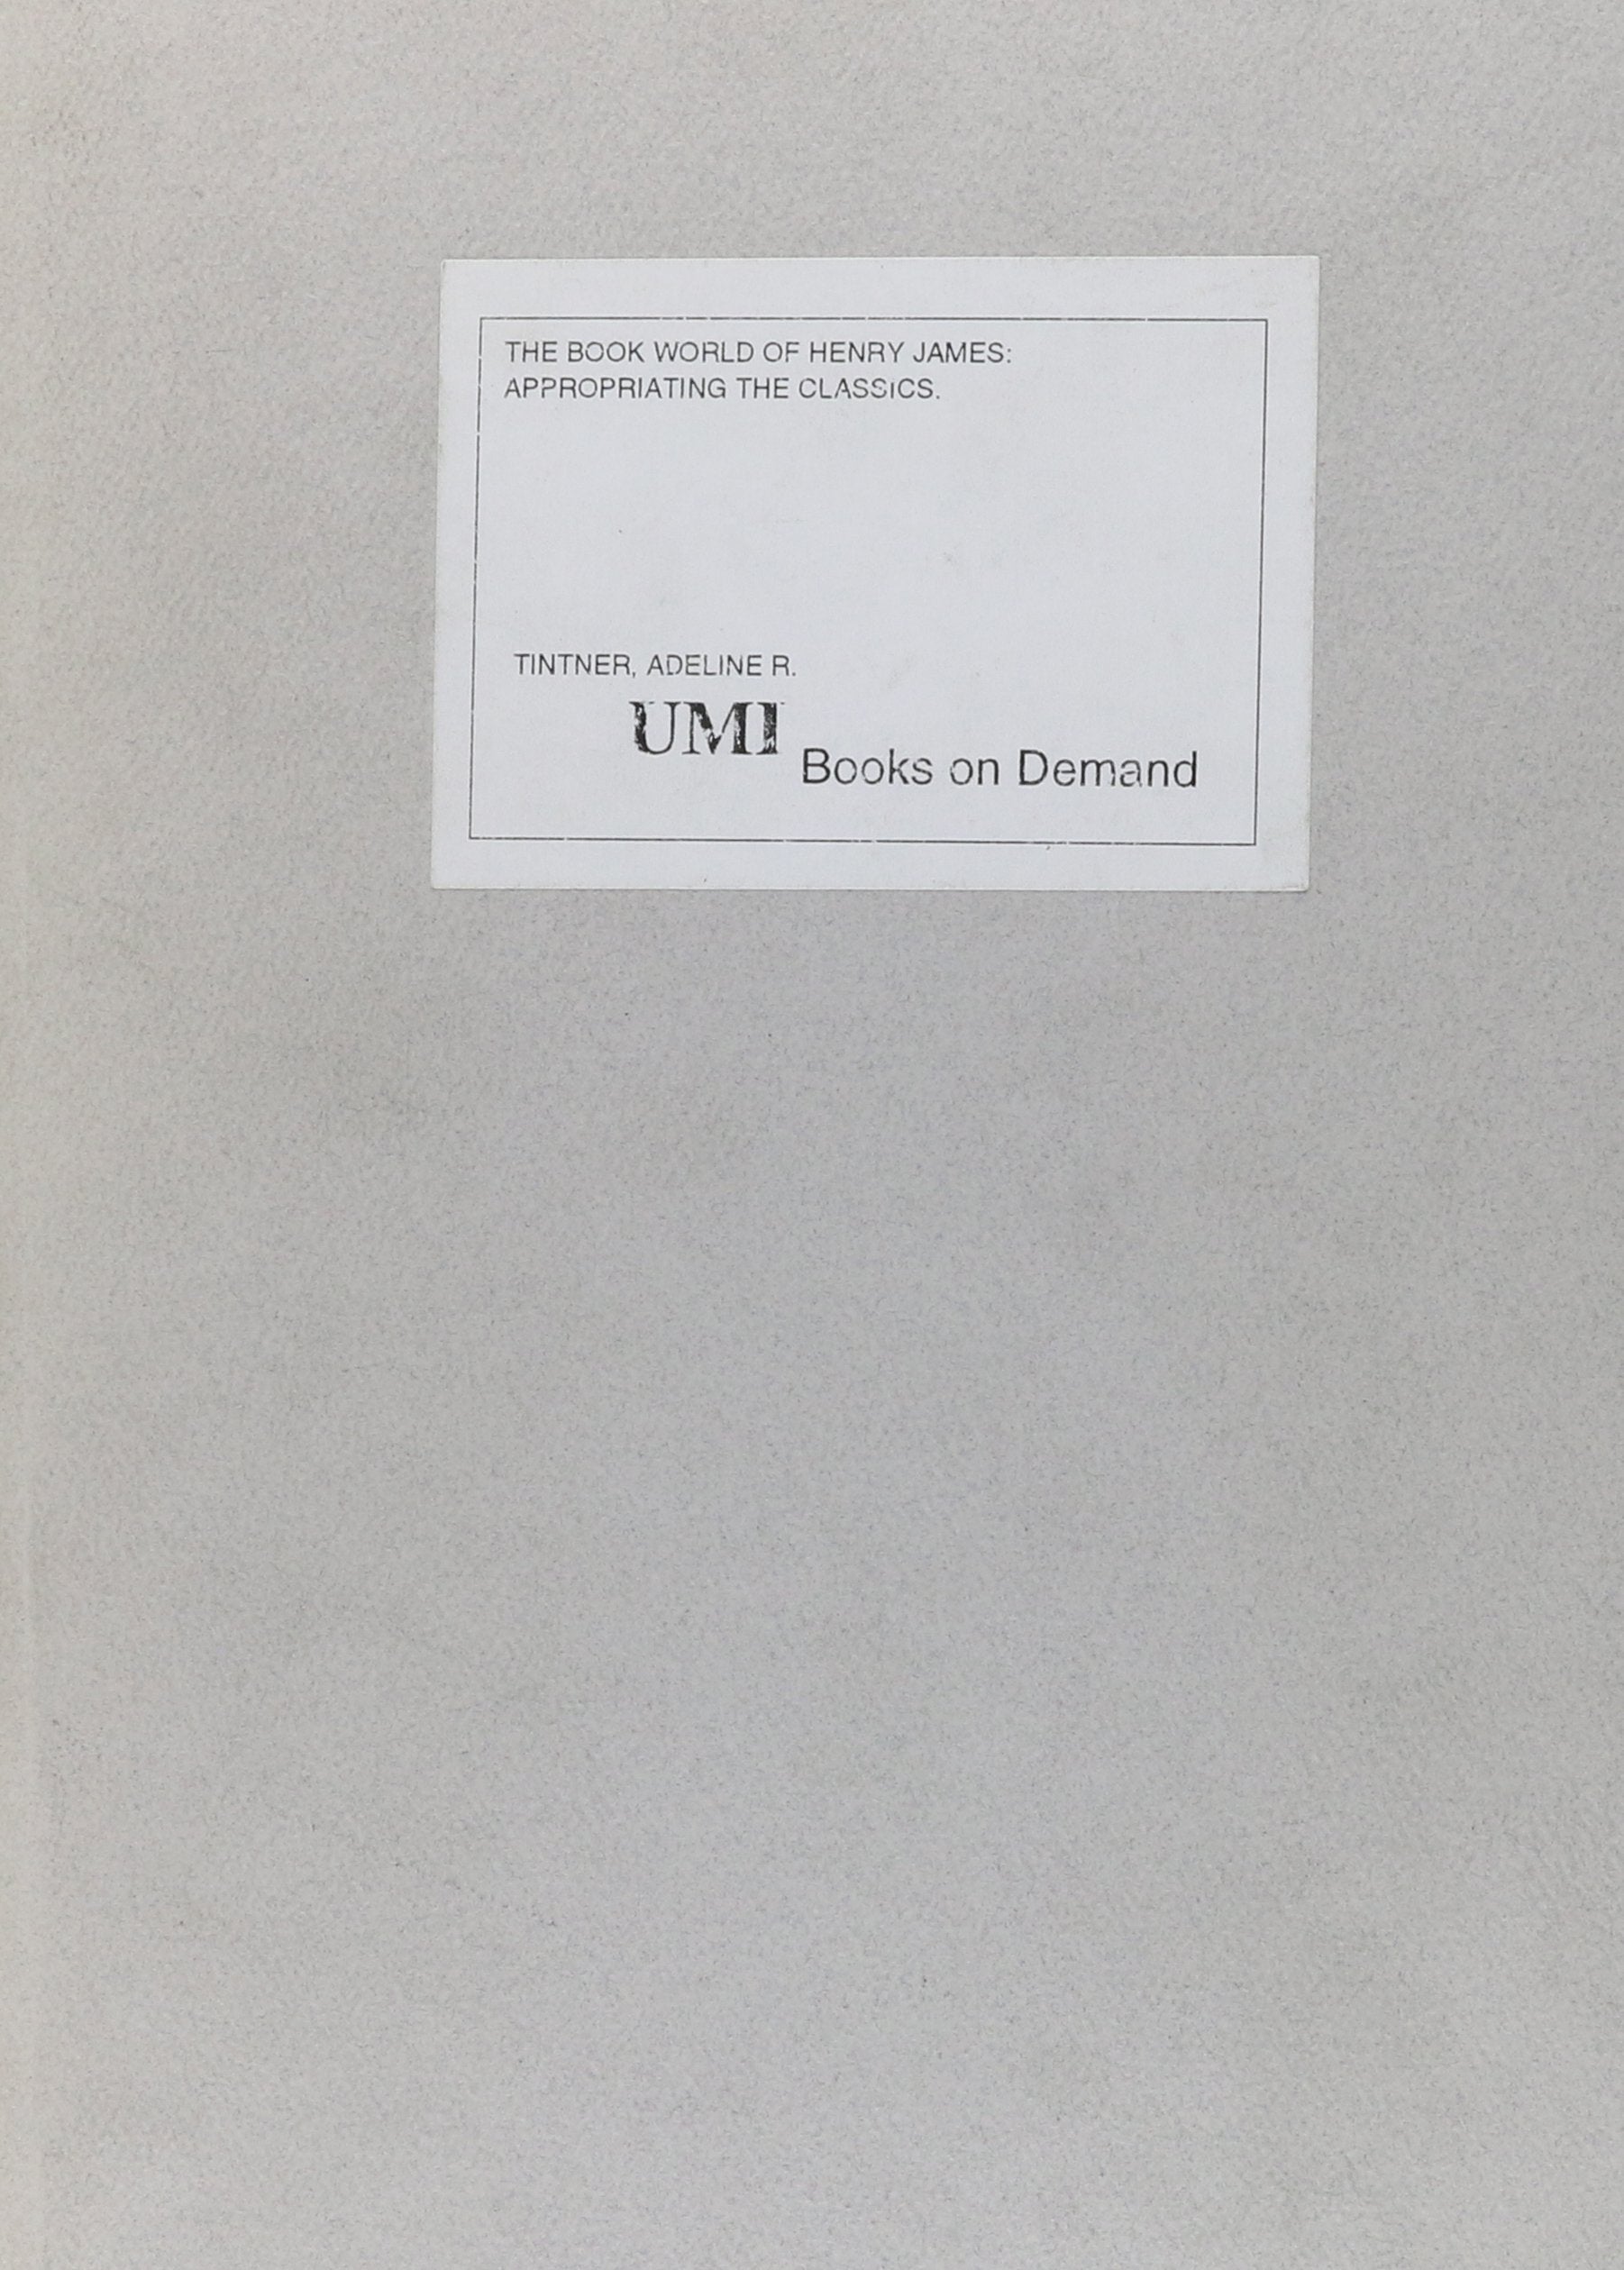 THE BOOK WORLD OF HENRY JAMES:
APPROPRIATING THE CLASSICS.
TINTNER, ADELINE R.
UMI
Books on Demand